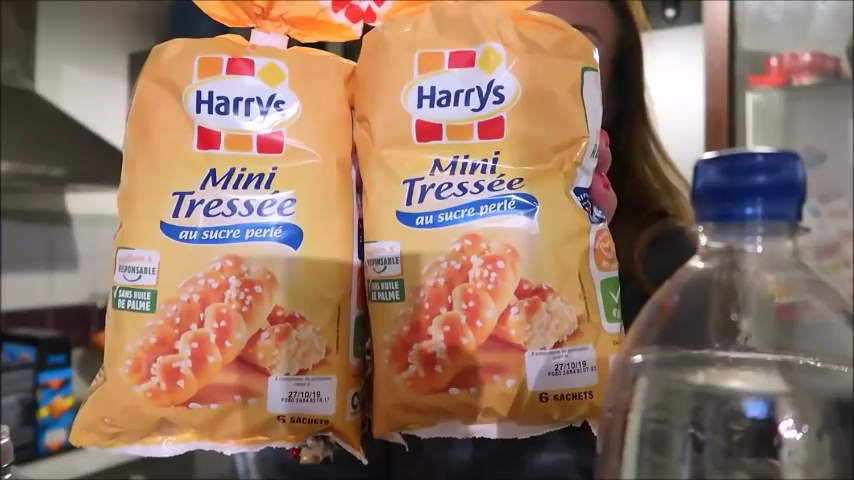 Harrys
Mini
Tressée
au sucre perlé
RESPONSABLE
SANS HUILE
DE PALME
27/10/19
6 SACHETS
Harrys
Mini
Tressée
au sucre perlé
RESPONSABLE
SANS HUILE
DE PALME
27/10/19
6 SACHETS